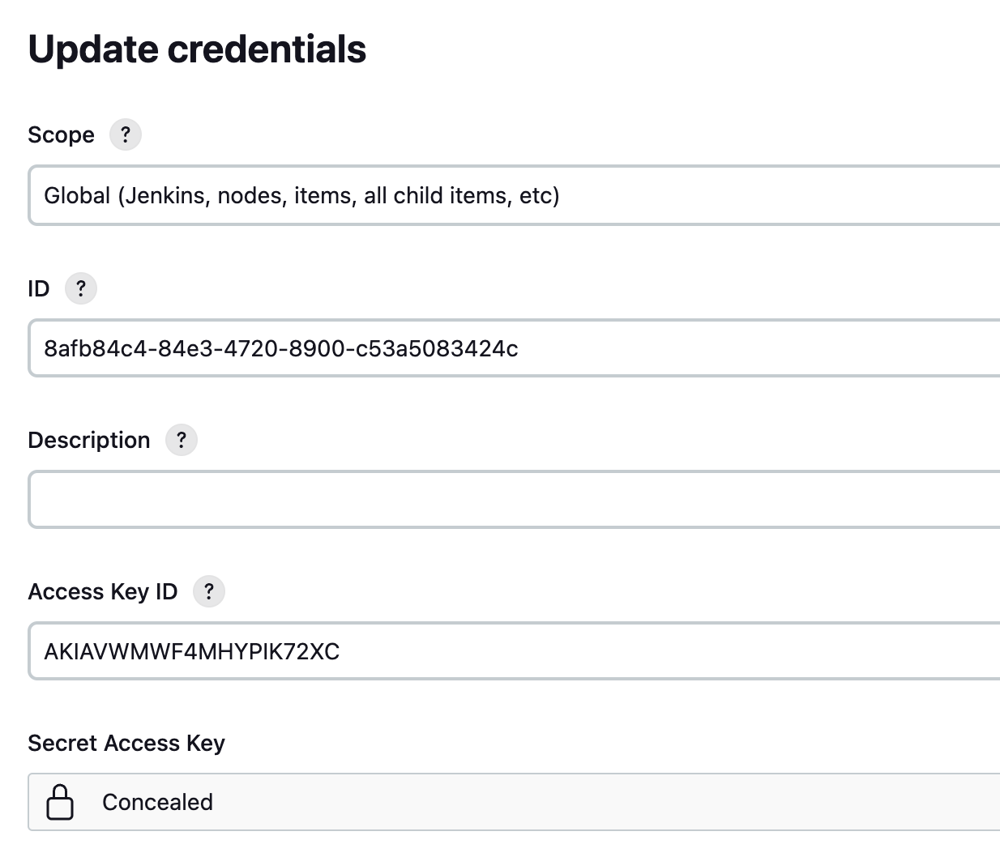 Update credentials
Scope ?
Global (Jenkins, nodes, items, all child items, etc)
ID ?
8afb84c4-84e3-4720-8900-c53a5083424c
Description ?
Access Key ID ?
AKIAVWMWF4MHYPIK72XC
Secret Access Key
Concealed